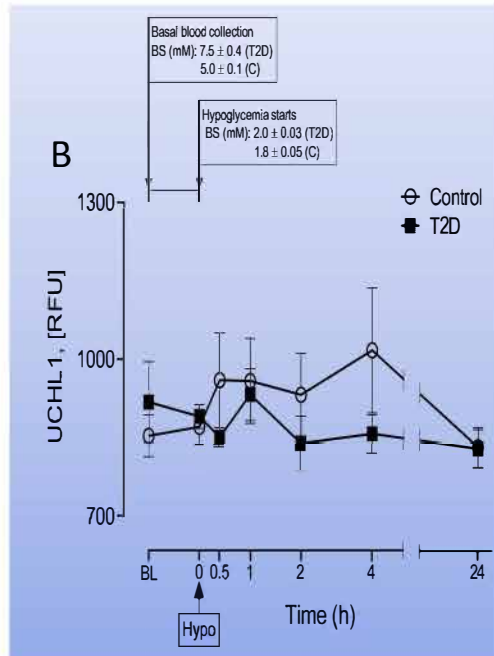 Basal blood collection
BS (mM): 7.5 ± 0.4 (T2D)
5.0 ± 0.1 (C)
Hypoglycemia starts
BS (mM): 2.0 ± 0.03 (T2D)
1.8 ± 0.05 (C)
B
Control
T2D
1300
1000
700
UCHL1, [RFU]
BL
0
0.5
1
2
4
24
Hypo
Time (h)